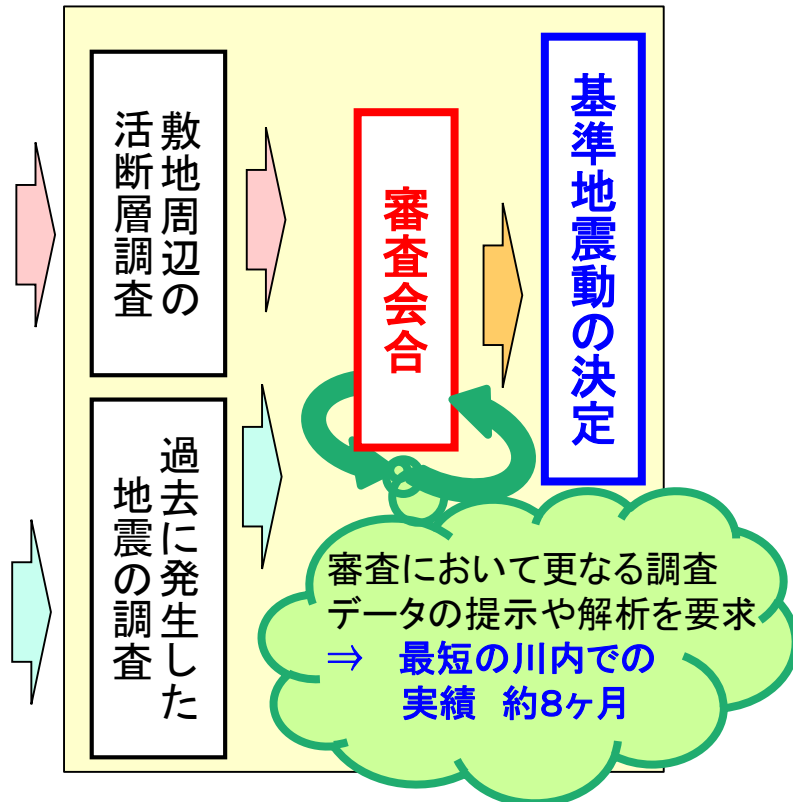 敷地周辺の
活断層調査
過去に発生した
地震の調査
審査会合
基準地震動の決定
審査において更なる調査
データの提示や解析を要求
⇒　最短の川内での
実績　約８ヶ月